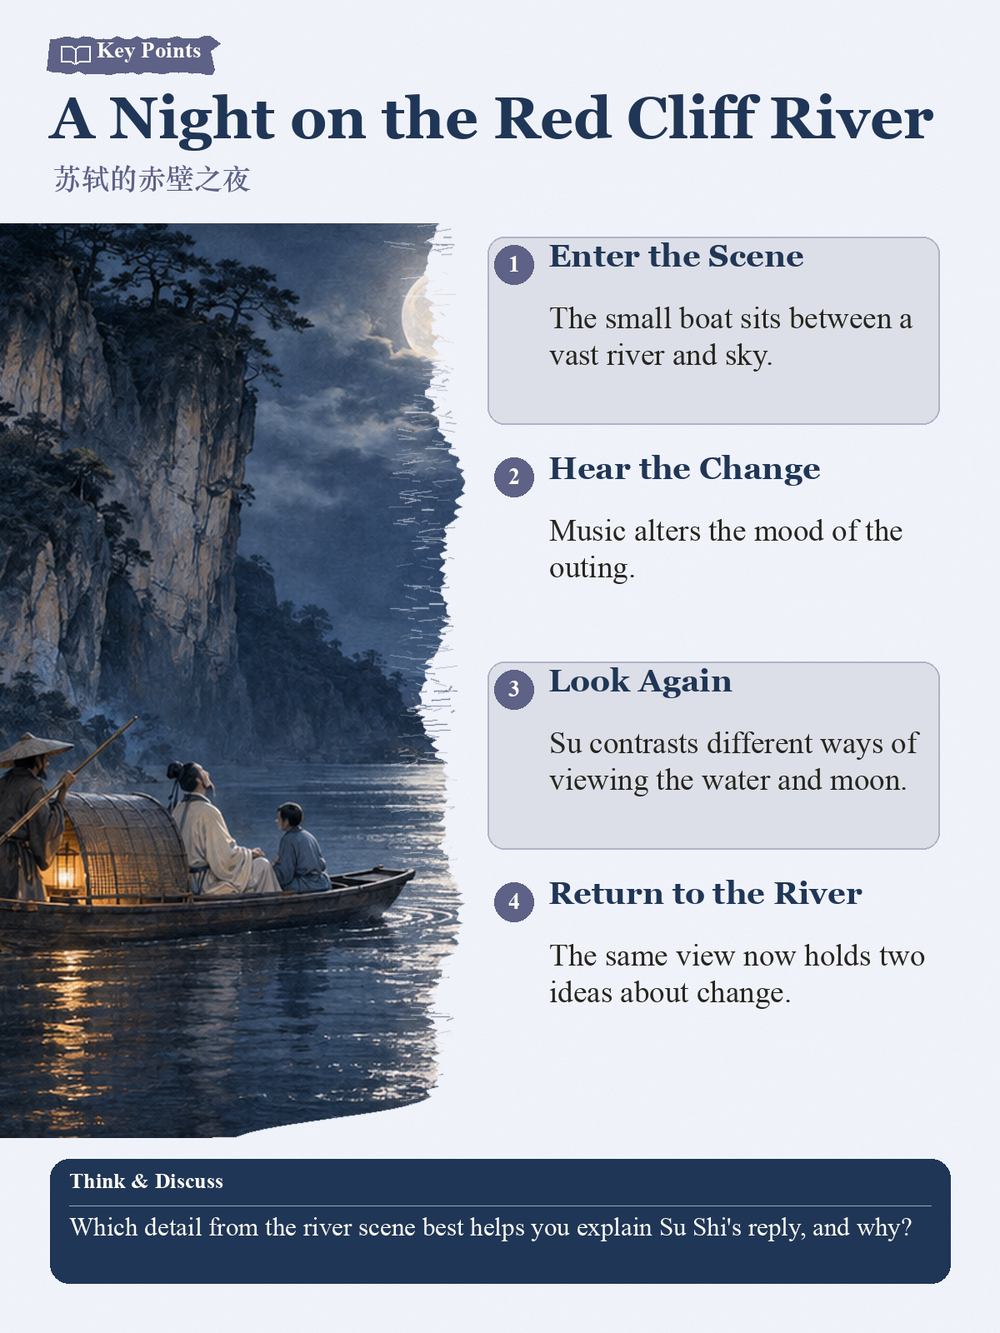 Key Points
A Night on the Red Cliff River
苏轼的赤壁之夜
1 Enter the Scene
The small boat sits between a
vast river and sky.
2 Hear the Change
Music alters the mood of the
outing.
3 Look Again
Su contrasts different ways of
viewing the water and moon.
4 Return to the River
The same view now holds two
ideas about change.
Think & Discuss
Which detail from the river scene best helps you explain Su Shi's reply, and why?